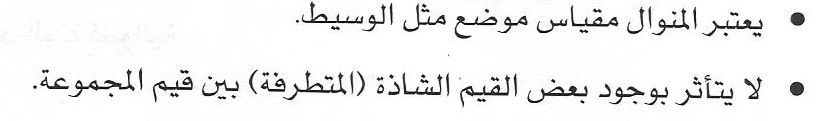 • يعتبر المنوال مقياس موضع مثل الوسيط.
• لا يتأثر بوجود بعض القيم الشاذة (المتطرفة) بين قيم المجموعة.